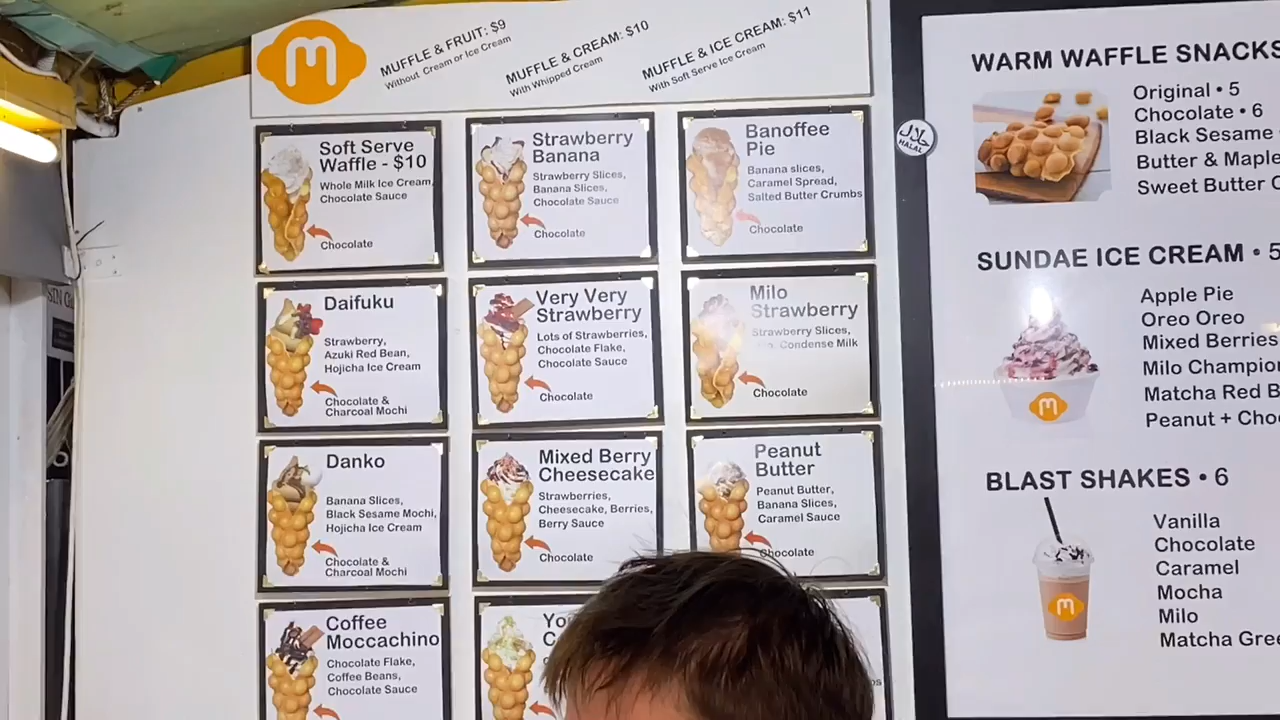 m
MUFFLE & FRUIT: $9
Without Cream or Ice Cream
MUFFLE & CREAM: $10
With Whipped Cream
MUFFLE & ICE CREAM: $11
With Soft Serve Ice Cream
Soft Serve
Waffle - $10
Whole Milk Ice Cream,
Chocolate Sauce
Chocolate
Strawberry
Banana
Strawberry Slices,
Banana Slices,
Chocolate Sauce
Chocolate
Banoffee
Pie
Banana slices,
Caramel Spread,
Salted Butter Crumbs
Chocolate
Daifuku
Strawberry,
Azuki Red Bean,
Hojicha Ice Cream
Chocolate &
Charcoal Mochi
Very Very
Strawberry
Lots of Strawberries,
Chocolate Flake,
Chocolate Sauce
Chocolate
Milo
Strawberry
Strawberry Slices,
Condense Milk
Chocolate
Danko
Banana Slices,
Black Sesame Mochi,
Hojicha Ice Cream
Chocolate &
Charcoal Mochi
Mixed Berry
Cheesecake
Strawberries,
Cheesecake, Berries,
Berry Sauce
Chocolate
Peanut
Butter
Peanut Butter,
Banana Slices,
Caramel Sauce
Chocolate
Coffee
Moccachino
Chocolate Flake,
Coffee Beans,
Chocolate Sauce
حلال
HALAL
WARM WAFFLE SNACKS
Original • 5
Chocolate • 6
Black Sesame
Butter & Maple
Sweet Butter
SUNDAE ICE CREAM • 5
Apple Pie
Oreo Oreo
Mixed Berries
Milo Champio
Matcha Red B
Peanut + Cho
m
BLAST SHAKES • 6
Vanilla
Chocolate
Caramel
Mocha
Milo
Matcha Gree
m